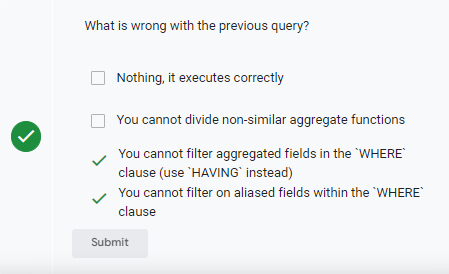 What is wrong with the previous query?
Nothing, it executes correctly
You cannot divide non-similar aggregate functions
You cannot filter aggregated fields in the `WHERE`
clause (use `HAVING` instead)
You cannot filter on aliased fields within the `WHERE`
clause
Submit